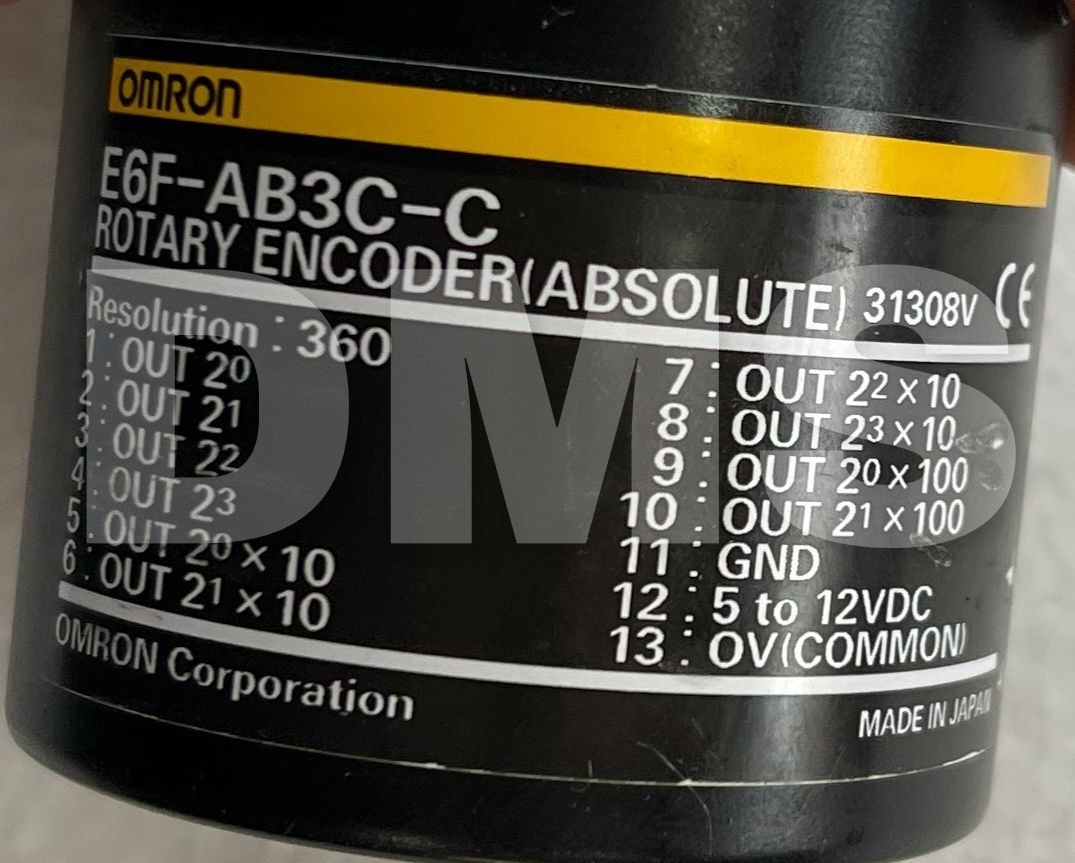 OMRON
E6F-AB3C-C
ROTARY ENCODER(ABSOLUTE) 31308V CE
Resolution : 360
1 : OUT 2⁰
2 : OUT 2¹
3 : OUT 2²
4 : OUT 2³
5 : OUT 2⁰ × 10
6 : OUT 2¹ × 10
7 : OUT 2² × 10
8 : OUT 2³ × 10
9 : OUT 2⁰ × 100
10 : OUT 2¹ × 100
11 : GND
12 : 5 to 12VDC
13 : 0V(COMMON)
OMRON Corporation
MADE IN JAPAN
DMS